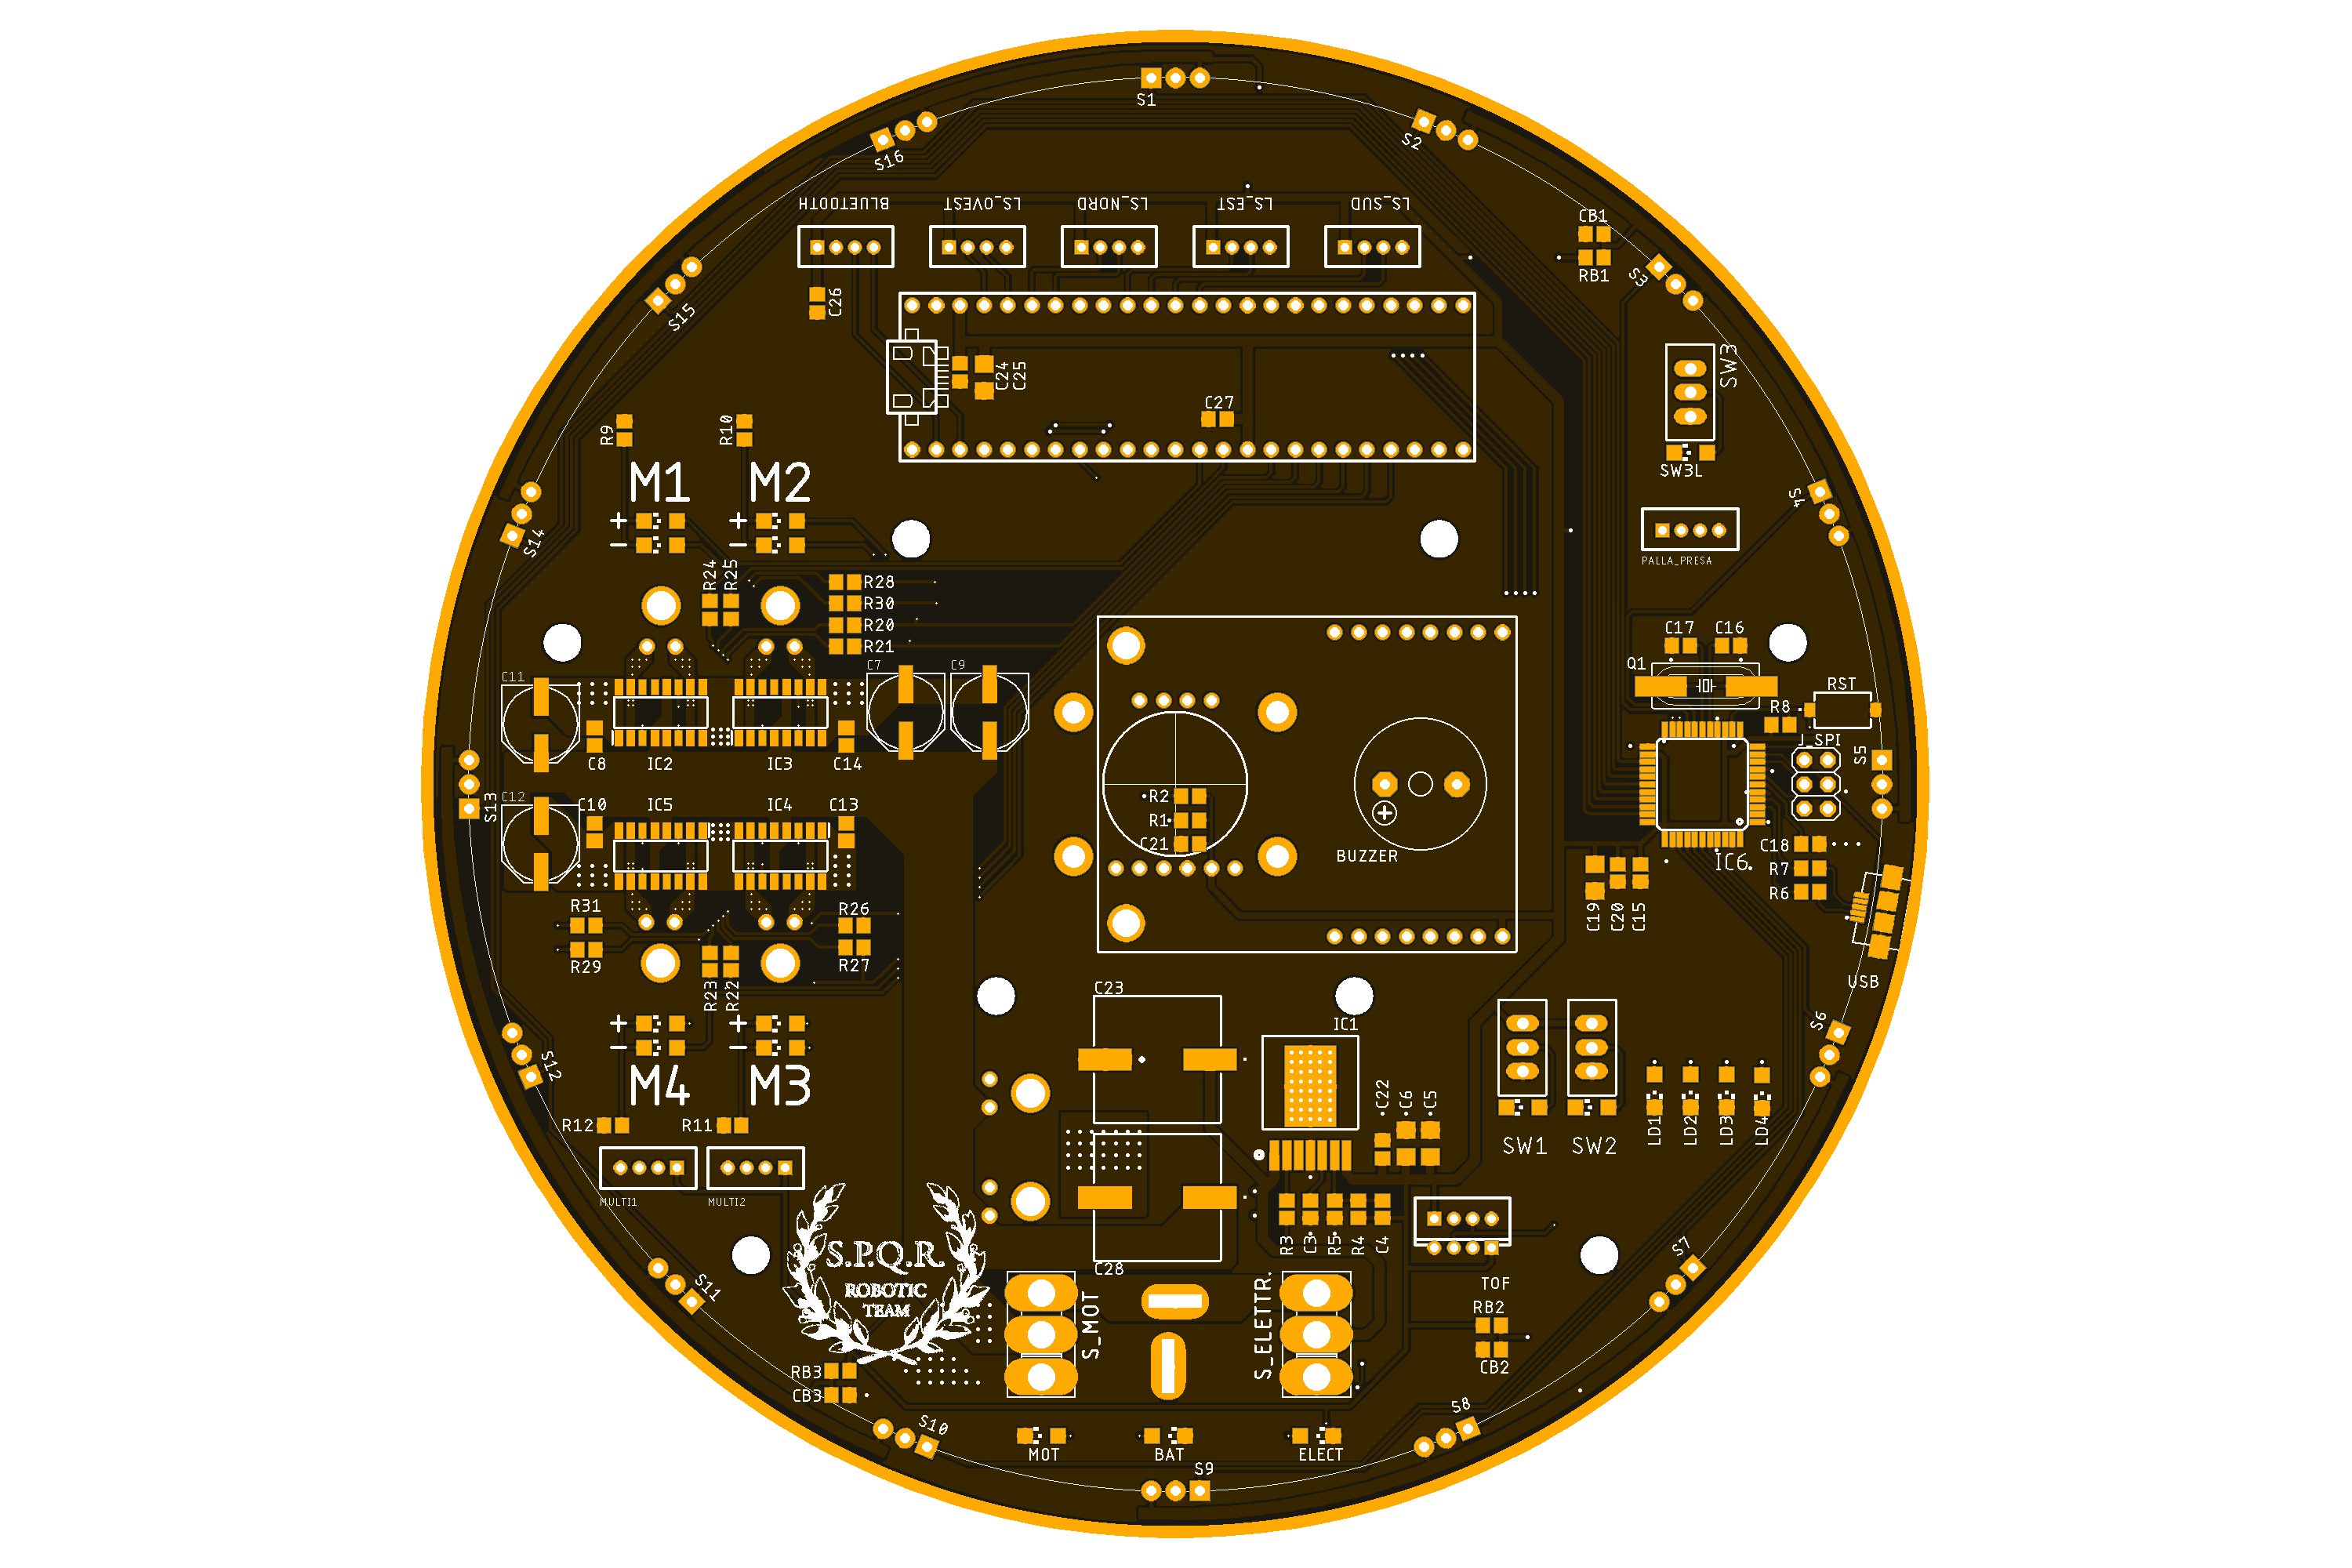 S1
S2
S16
BLUETOOTH
LS_OVEST
LS_NORD
LS_EST
LS_SUD
CB1
RB1
S3
S15
C26
SW3
C24
C25
C27
R9
R10
SW3L
M1
M2
S4
S14
+
+
-
-
PALLA_PRESA
R24
R25
R28
R30
R20
R21
C17
C16
Q1
C11
C7
C9
RST
R8
J_SPI
S5
C8
IC2
IC3
C14
R2
R1
C21
+
BUZZER
C12
C10
IC5
IC4
C13
S13
IC6
C18
R7
R6
C19
C20
C15
R31
R29
R26
R27
R23
R22
USB
C23
IC1
S6
S12
+
+
-
-
M4
M3
C22
C6
C5
R12
R11
SW1
SW2
LD1
LD2
LD3
LD4
MULTI1
MULTI2
R3
C3
R5
R4
C4
S7
S.P.Q.R.
ROBOTIC
TEAM
C28
TOF
S11
S_MOT
S_ELETTR.
RB2
CB2
RB3
CB3
S8
S10
MOT
BAT
ELECT
S9